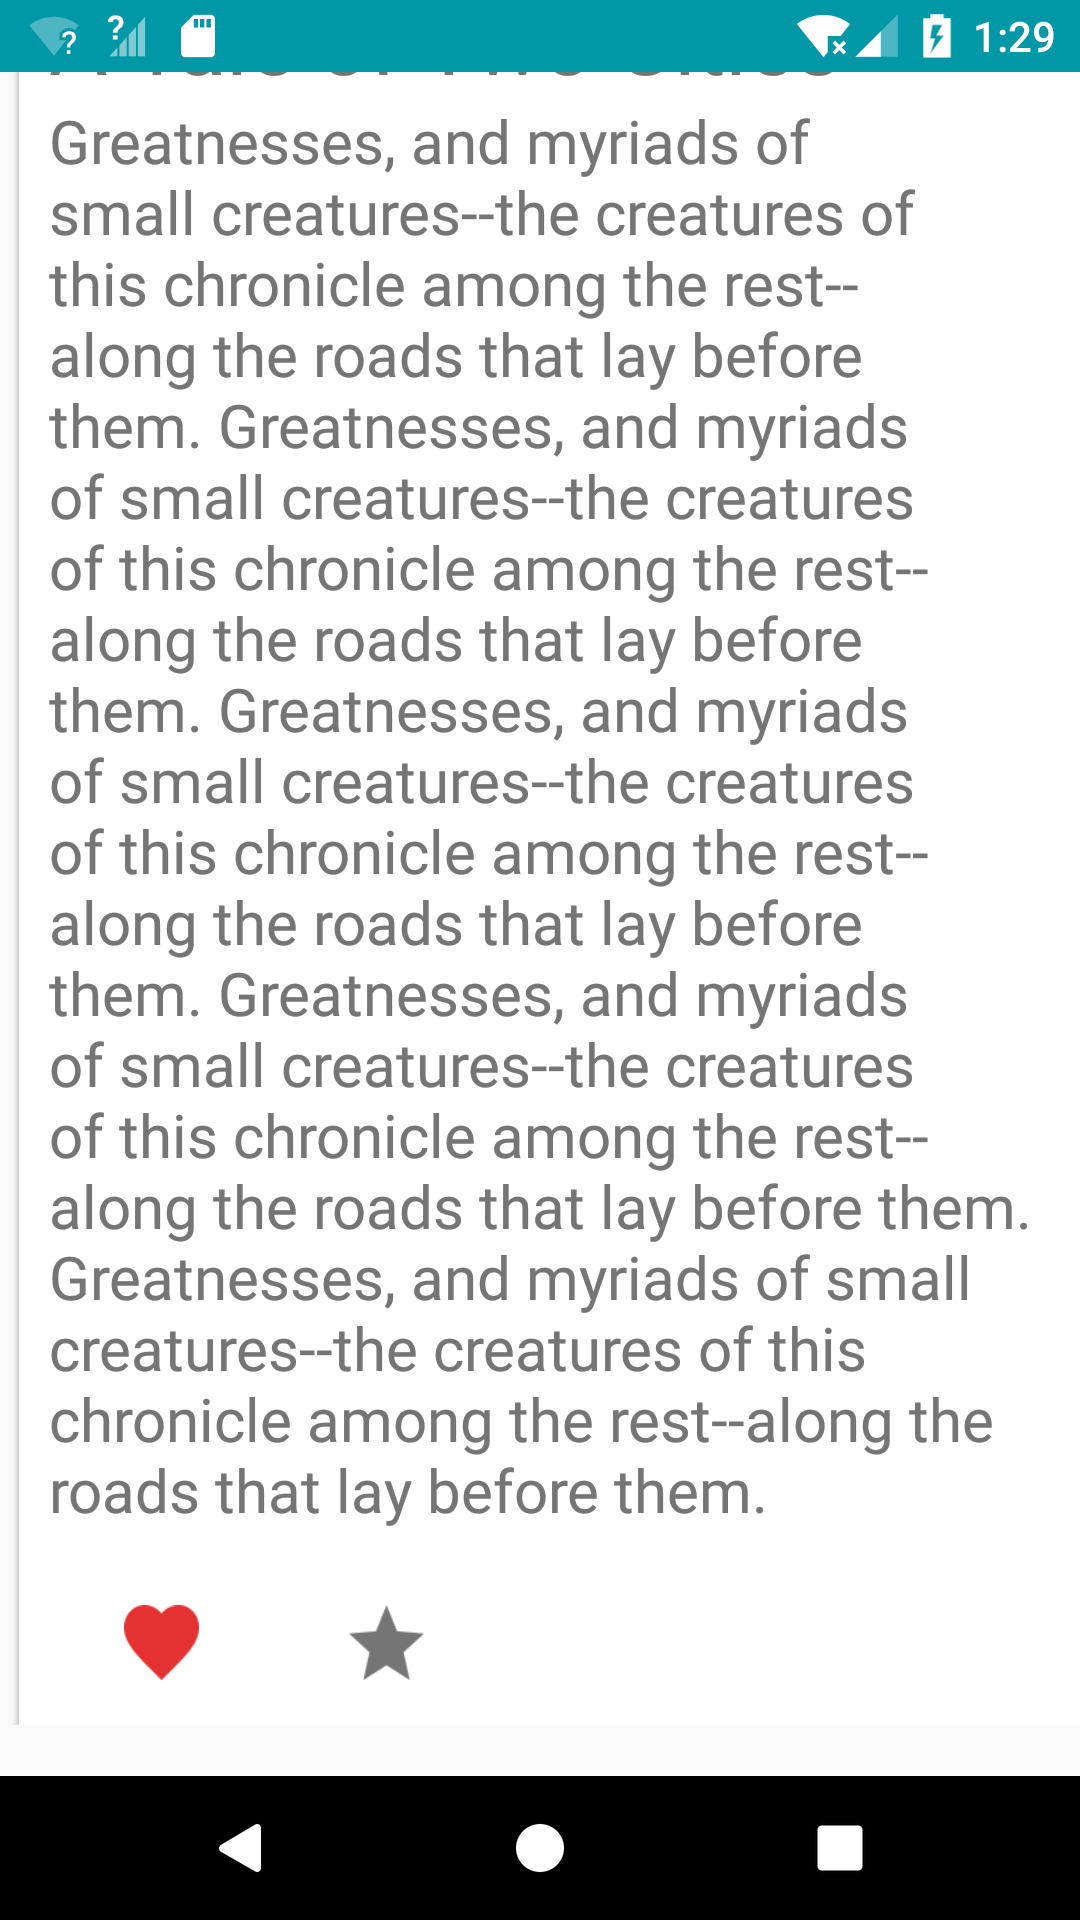 1:29
A Tale of Two Cities
Greatnesses, and myriads of
small creatures--the creatures of
this chronicle among the rest--
along the roads that lay before
them. Greatnesses, and myriads
of small creatures--the creatures
of this chronicle among the rest--
along the roads that lay before
them. Greatnesses, and myriads
of small creatures--the creatures
of this chronicle among the rest--
along the roads that lay before
them. Greatnesses, and myriads
of small creatures--the creatures
of this chronicle among the rest--
along the roads that lay before them.
Greatnesses, and myriads of small
creatures--the creatures of this
chronicle among the rest--along the
roads that lay before them.